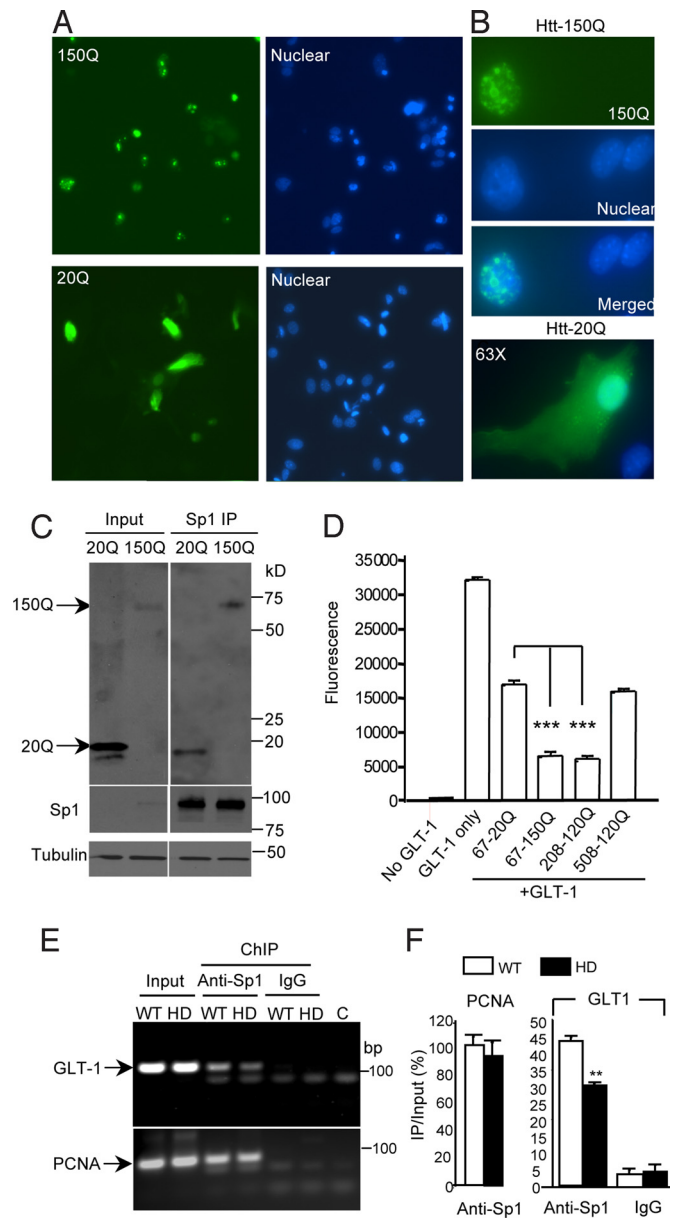 A
150Q
Nuclear
20Q
Nuclear
B
Htt-150Q
150Q
Nuclear
Merged
Htt-20Q
63X
C
Input
Sp1 IP
20Q 150Q 20Q 150Q
kD
150Q
75
50
25
20Q
20
Sp1
100
75
Tubulin
50
D
Fluorescence
35000
30000
25000
20000
15000
10000
5000
0
*** ***
No GLT-1
GLT-1 only
67-20Q
67-150Q
208-120Q
508-120Q
+GLT-1
E
ChIP
Input Anti-Sp1 IgG
WT HD WT HD WT HD C
bp
GLT-1
100
PCNA
100
F
WT HD
PCNA
GLT1
IP/Input (%)
120
100
80
60
40
20
0
50
45
40
35
30
25
20
15
10
5
0
**
Anti-Sp1
Anti-Sp1 IgG